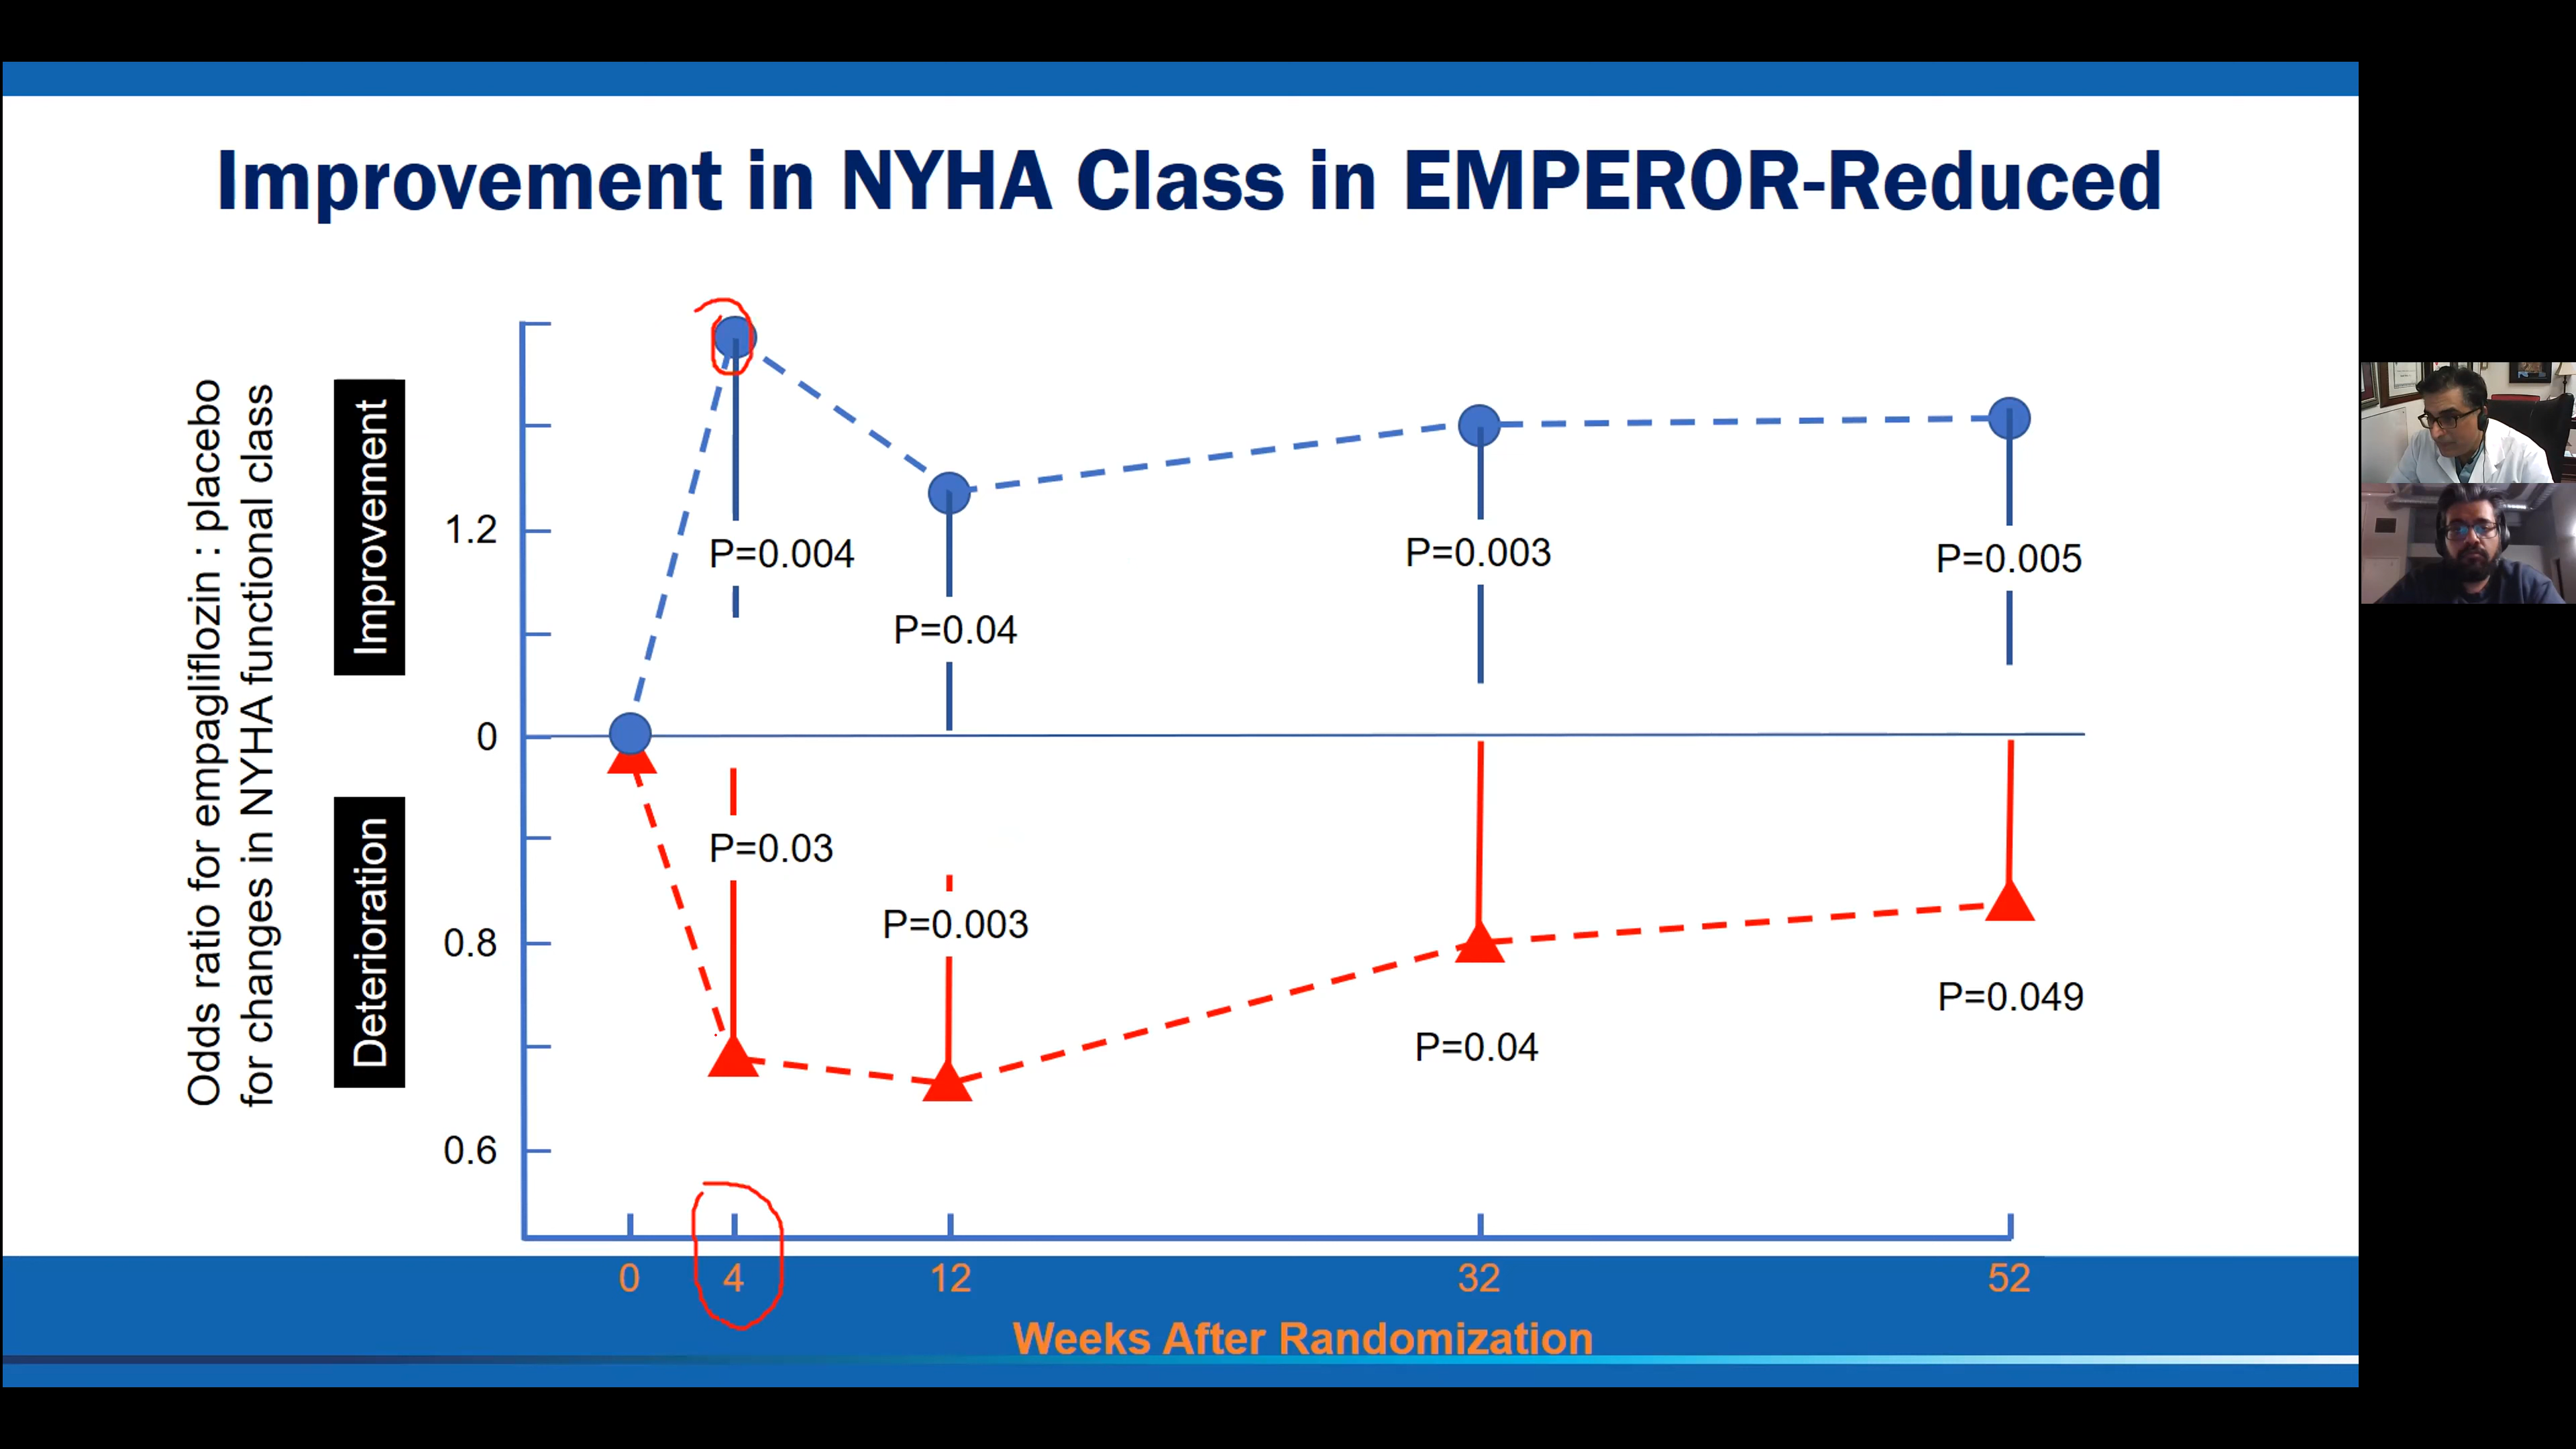 Improvement in NYHA Class in EMPEROR-Reduced
Odds ratio for empagliflozin : placebo
for changes in NYHA functional class
Improvement
Deterioration
1.2
0
0.8
0.6
P=0.004
P=0.04
P=0.003
P=0.005
P=0.03
P=0.003
P=0.04
P=0.049
0 4 12 32 52
Weeks After Randomization